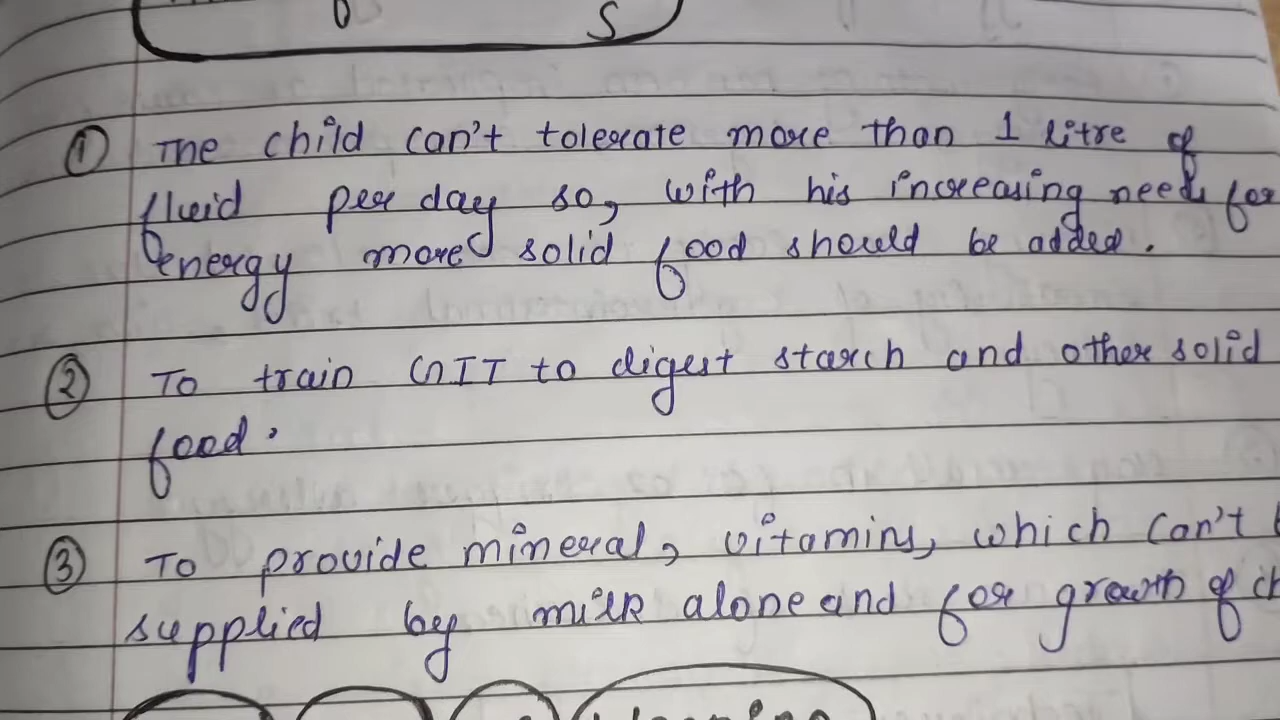 ① The child can't tolerate more than 1 litre of
fluid per day so, with his increasing needs for
energy more solid food should be added.
② To train GIT to digest starch and other solid
food.
③ To provide mineral, vitamins, which can't
supplied by milk alone and for growth of